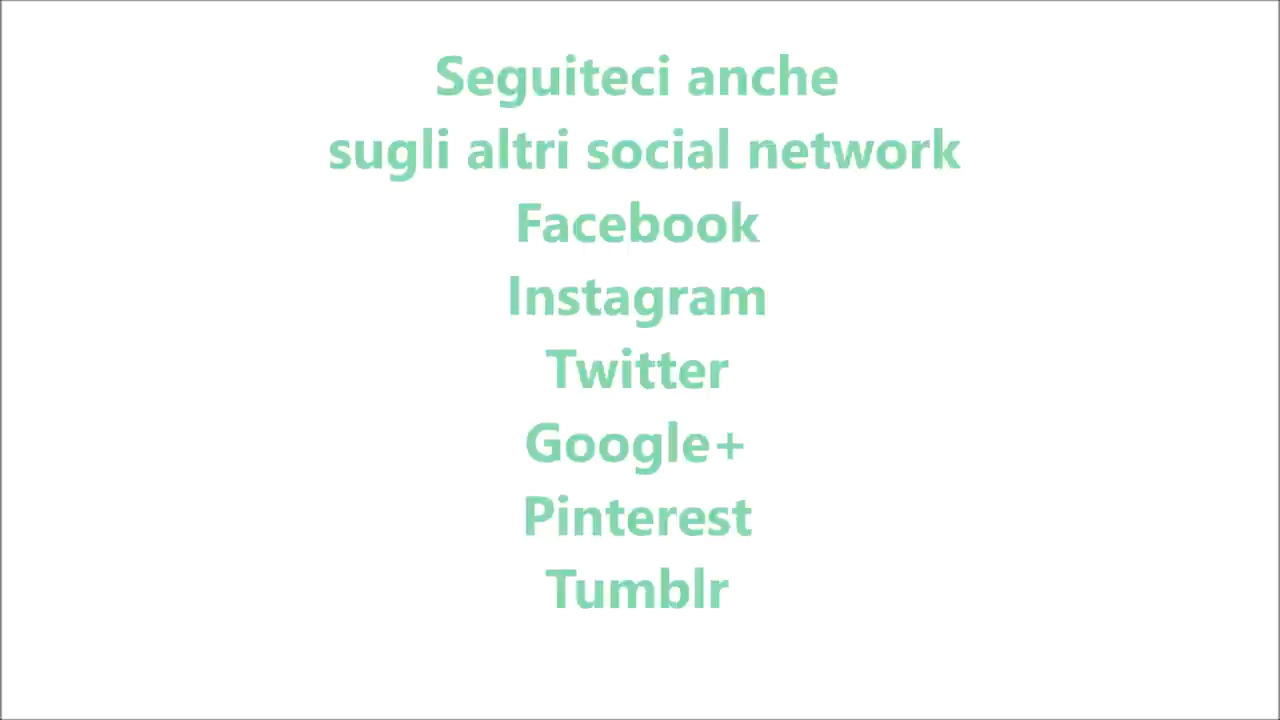 Seguiteci anche
sugli altri social network
Facebook
Instagram
Twitter
Google+
Pinterest
Tumblr